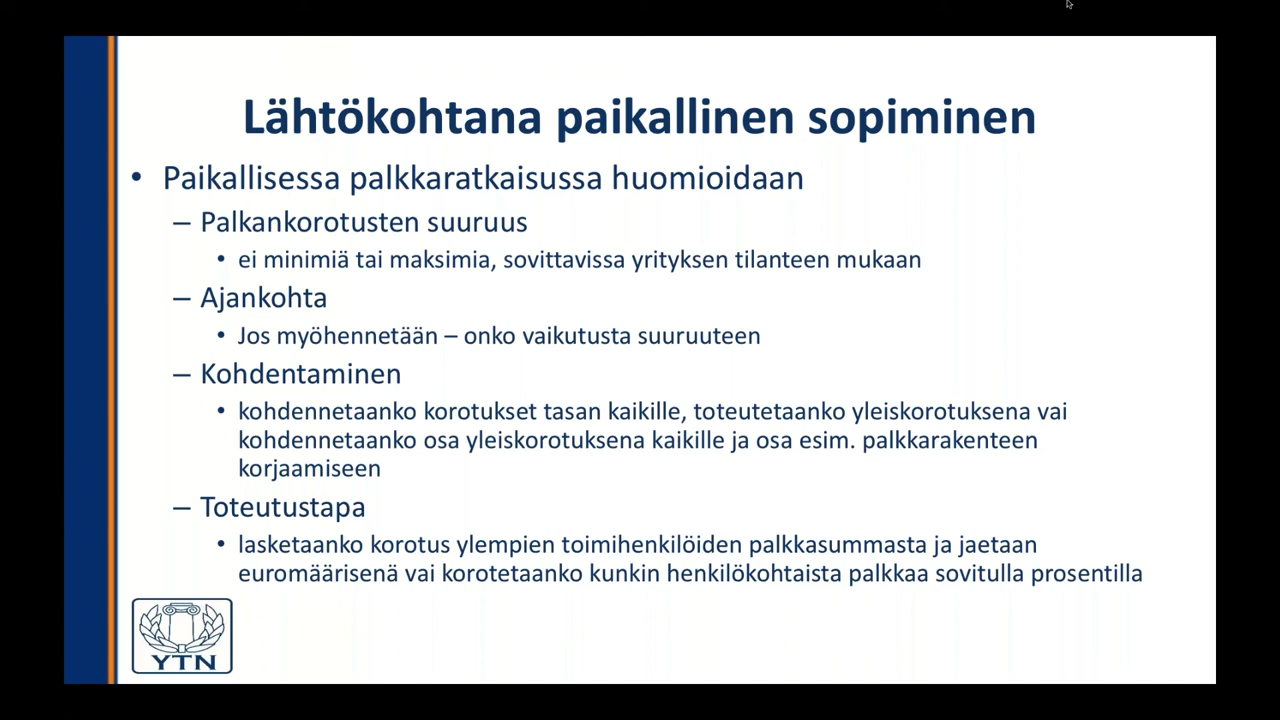 Lähtökohtana paikallinen sopiminen
• Paikallisessa palkkaratkaisussa huomioidaan
– Palkankorotusten suuruus
• ei minimiä tai maksimia, sovittavissa yrityksen tilanteen mukaan
– Ajankohta
• Jos myöhennetään – onko vaikutusta suuruuteen
– Kohdentaminen
• kohdennetaanko korotukset tasan kaikille, toteutetaanko yleiskorotuksena vai
kohdennetaanko osa yleiskorotuksena kaikille ja osa esim. palkkarakenteen
korjaamiseen
– Toteutustapa
• lasketaanko korotus ylempien toimihenkilöiden palkkasummasta ja jaetaan
euromäärisenä vai korotetaanko kunkin henkilökohtaista palkkaa sovitulla prosentilla
YTN